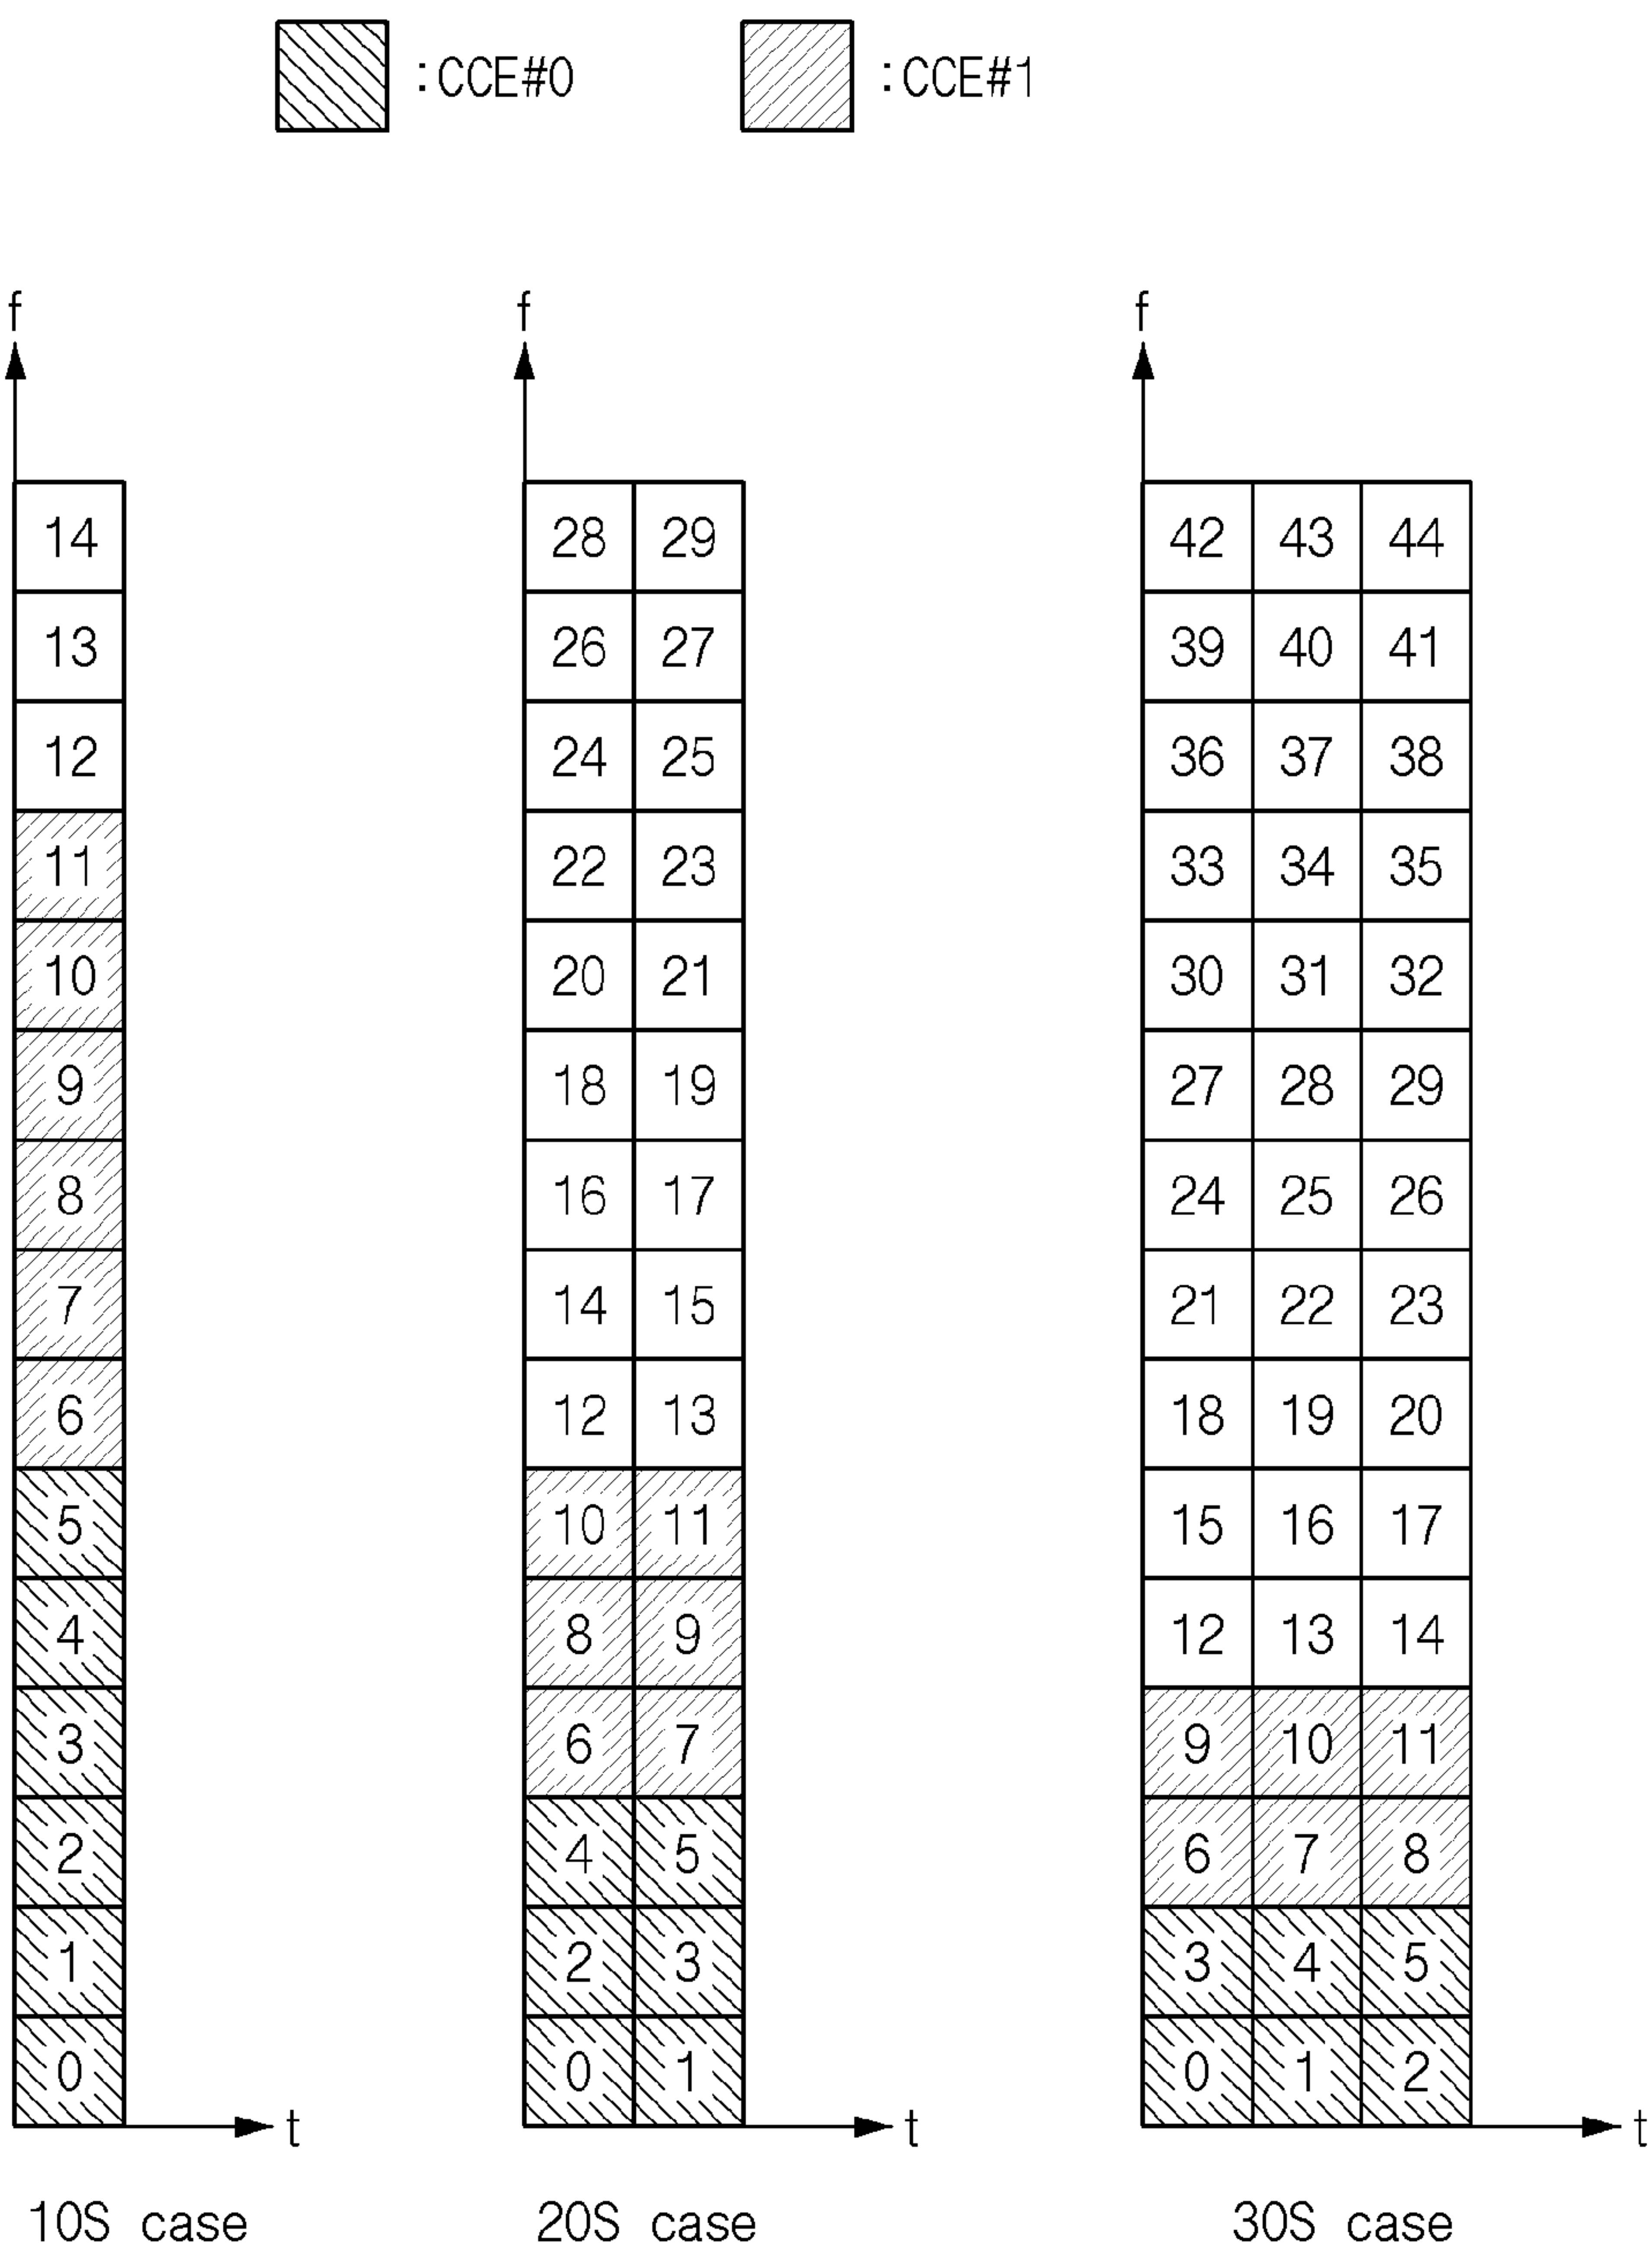 :CCE#0 :CCE#1
f f f
14 28 29 42 43 44
13 26 27 39 40 41
12 24 25 36 37 38
11 22 23 33 34 35
10 20 21 30 31 32
9 18 19 27 28 29
8 16 17 24 25 26
7 14 15 21 22 23
6 12 13 18 19 20
5 10 11 15 16 17
4 8 9 12 13 14
3 6 7 9 10 11
2 4 5 6 7 8
1 2 3 3 4 5
0 0 1 0 1 2
t t t
10S case 20S case 30S case